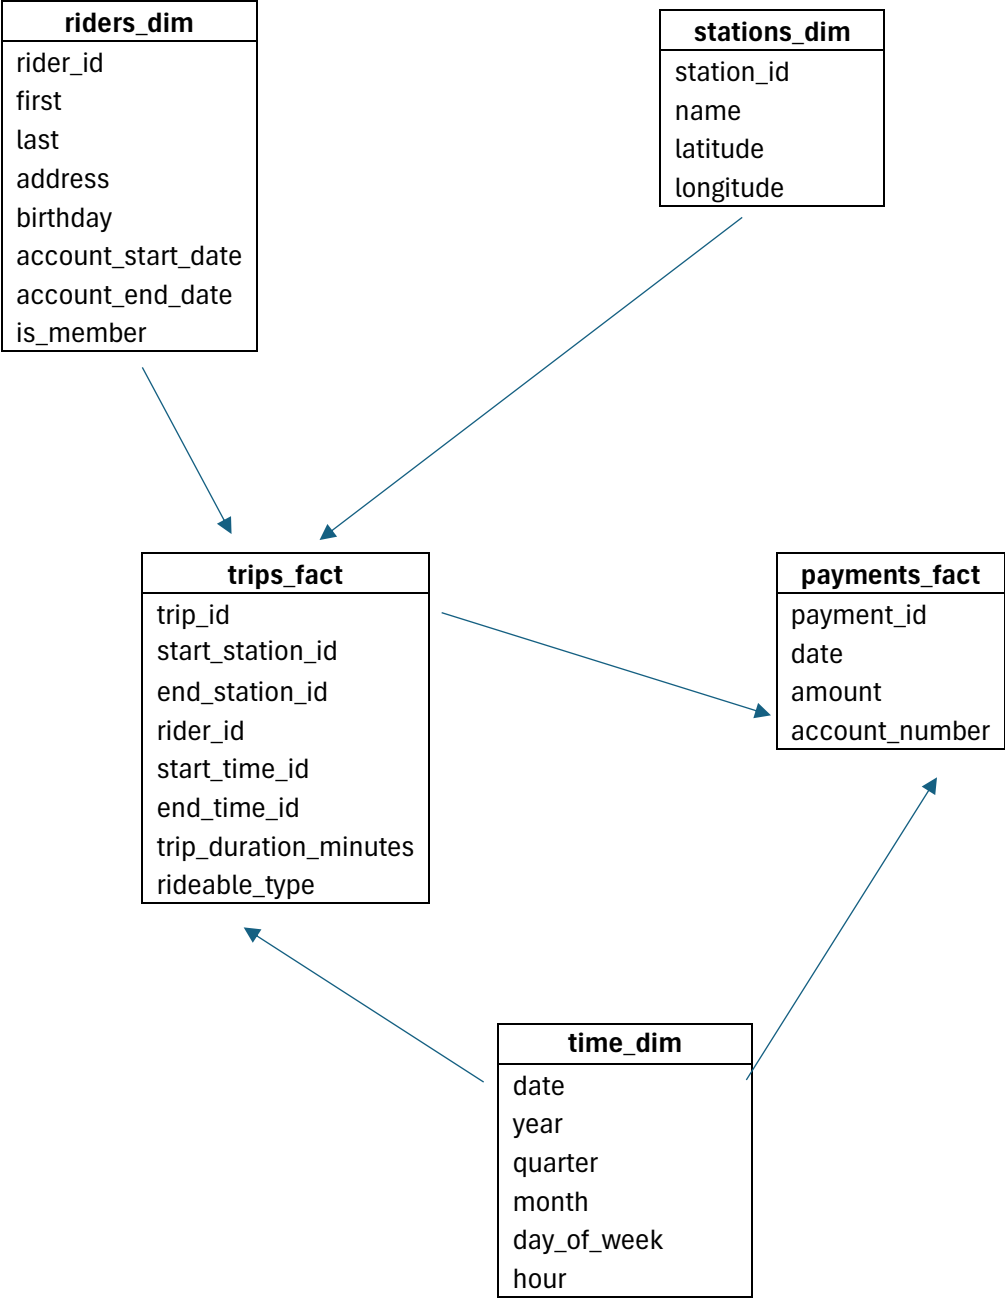 riders_dim
rider_id
first
last
address
birthday
account_start_date
account_end_date
is_member
stations_dim
station_id
name
latitude
longitude
trips_fact
trip_id
start_station_id
end_station_id
rider_id
start_time_id
end_time_id
trip_duration_minutes
rideable_type
payments_fact
payment_id
date
amount
account_number
time_dim
date
year
quarter
month
day_of_week
hour